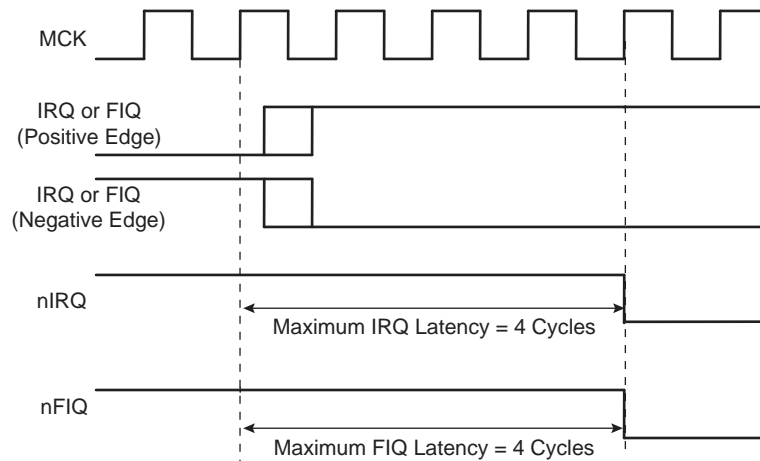 MCK
IRQ or FIQ
(Positive Edge)
IRQ or FIQ
(Negative Edge)
nIRQ
Maximum IRQ Latency = 4 Cycles
nFIQ
Maximum FIQ Latency = 4 Cycles